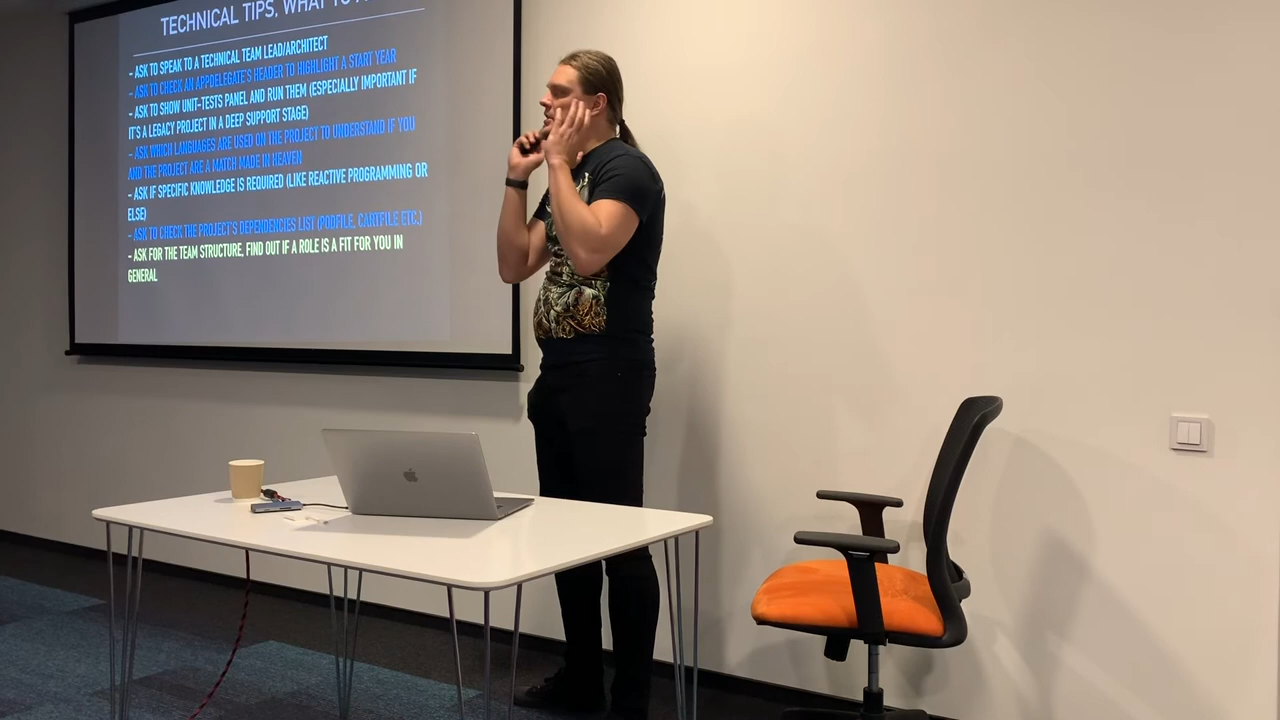 TECHNICAL TIPS, WHAT TO
- ASK TO SPEAK TO A TECHNICAL TEAM LEAD/ARCHITECT
- ASK TO CHECK AN APPDELEGATE'S HEADER TO HIGHLIGHT A START YEAR
- ASK TO SHOW UNIT-TESTS PANEL AND RUN THEM (ESPECIALLY IMPORTANT IF
IT'S A LEGACY PROJECT IN A DEEP SUPPORT STAGE)
- ASK WHICH LANGUAGES ARE USED ON THE PROJECT TO UNDERSTAND IF YOU
AND THE PROJECT ARE A MATCH MADE IN HEAVEN
- ASK IF SPECIFIC KNOWLEDGE IS REQUIRED (LIKE REACTIVE PROGRAMMING OR
ELSE)
- ASK TO CHECK THE PROJECT'S DEPENDENCIES LIST (PODFILE, CARTFILE ETC.)
- ASK FOR THE TEAM STRUCTURE, FIND OUT IF A ROLE IS A FIT FOR YOU IN
GENERAL